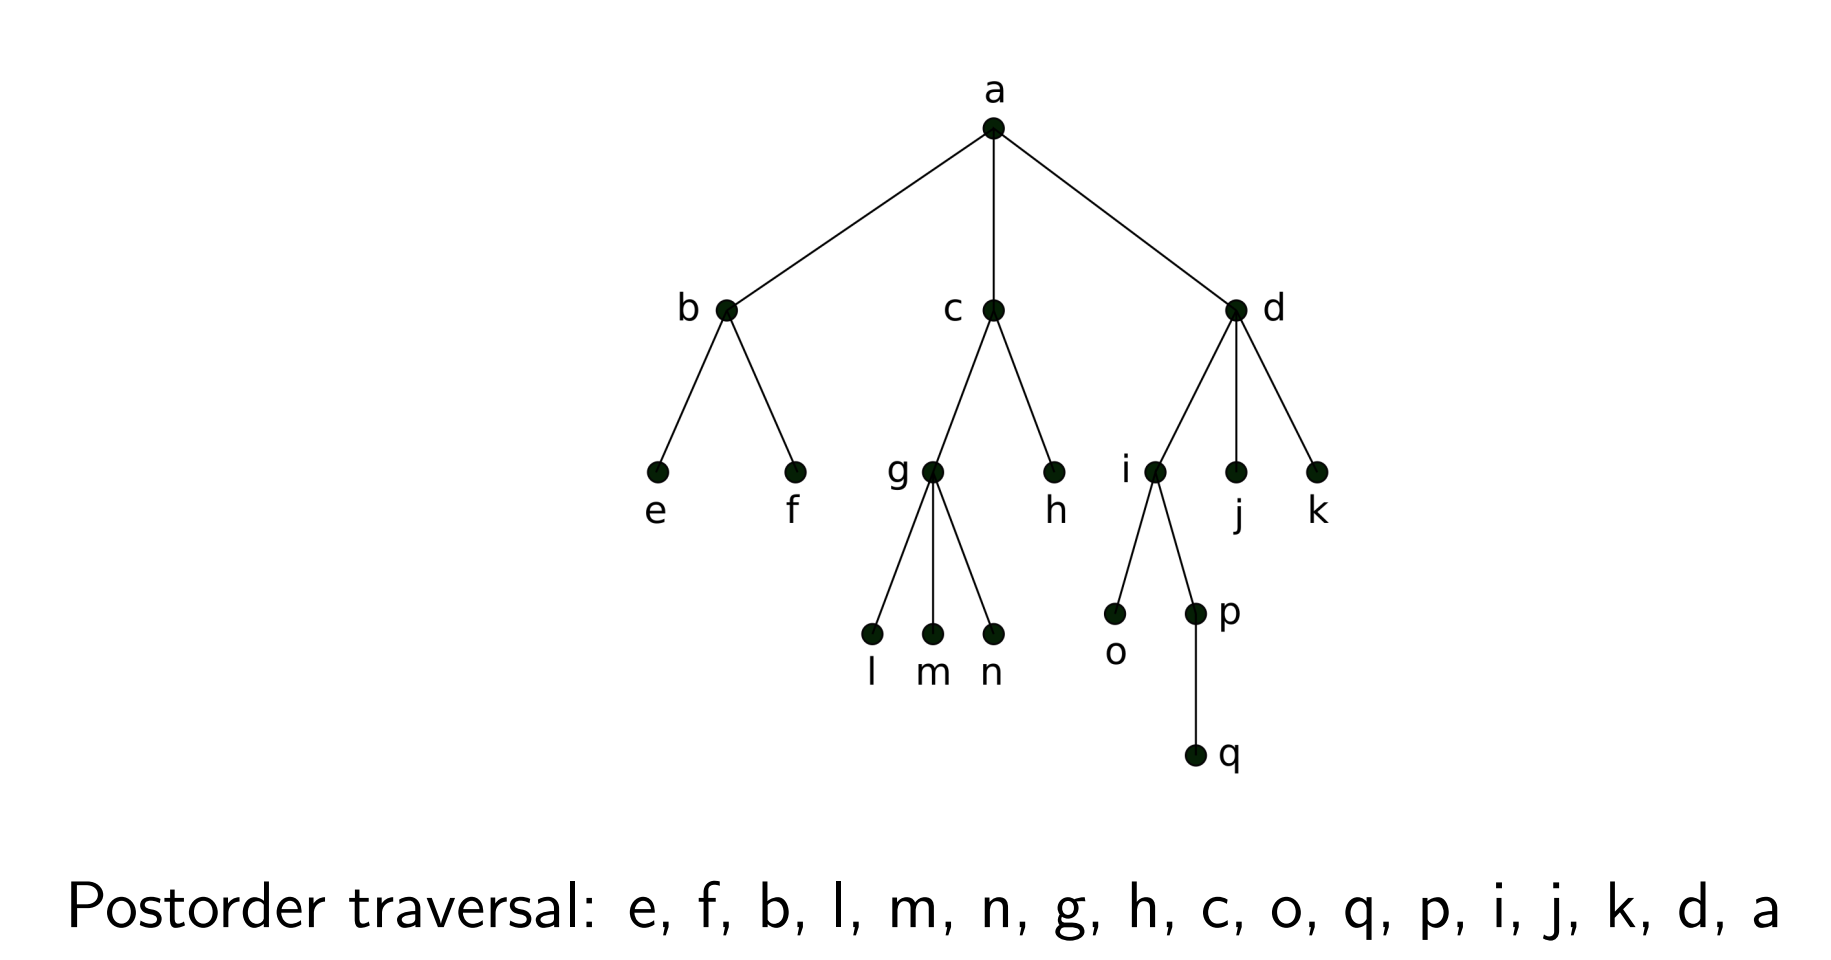 a
b c d
e f g h i j k
l m n o p
q
Postorder traversal: e, f, b, l, m, n, g, h, c, o, q, p, i, j, k, d, a